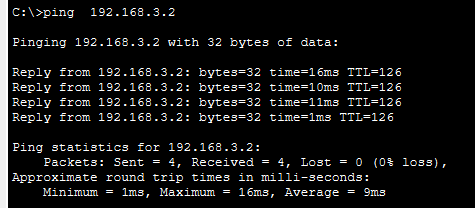 C:\>ping  192.168.3.2
Pinging 192.168.3.2 with 32 bytes of data:
Reply from 192.168.3.2: bytes=32 time=16ms TTL=126
Reply from 192.168.3.2: bytes=32 time=10ms TTL=126
Reply from 192.168.3.2: bytes=32 time=11ms TTL=126
Reply from 192.168.3.2: bytes=32 time=1ms TTL=126
Ping statistics for 192.168.3.2:
    Packets: Sent = 4, Received = 4, Lost = 0 (0% loss),
Approximate round trip times in milli-seconds:
    Minimum = 1ms, Maximum = 16ms, Average = 9ms